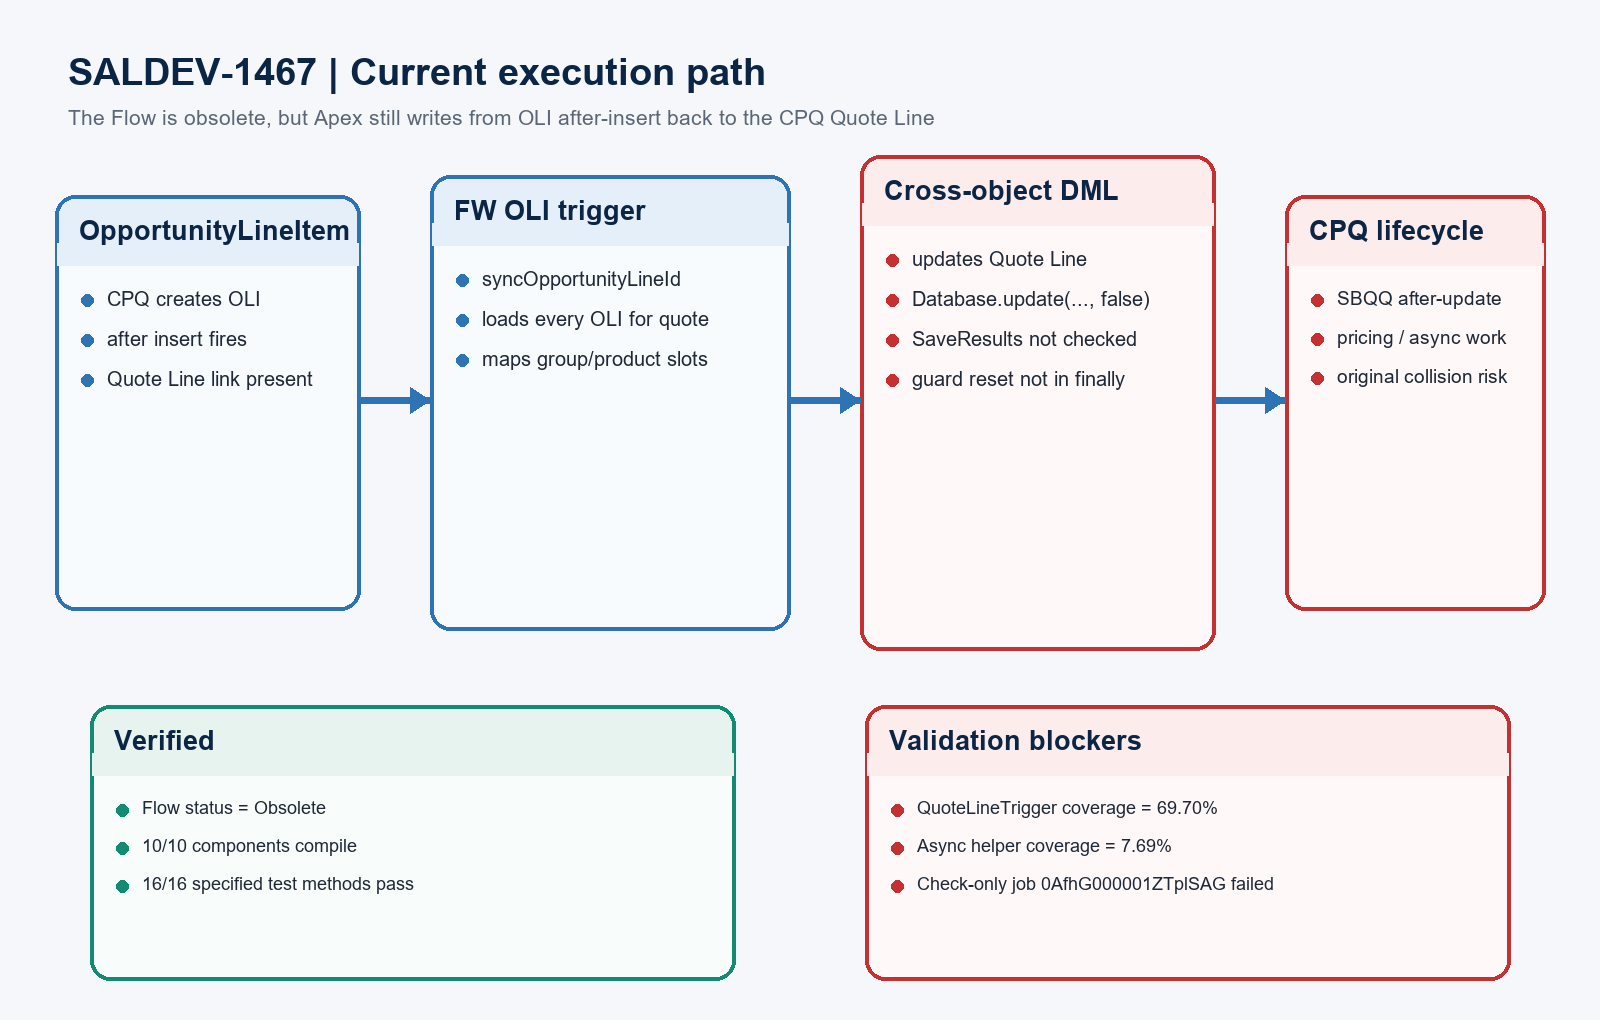 SALDEV-1467 | Current execution path
The Flow is obsolete, but Apex still writes from OLI after-insert back to the CPQ Quote Line
OpportunityLineItem
CPQ creates OLI
after insert fires
Quote Line link present
FW OLI trigger
syncOpportunityLineId
loads every OLI for quote
maps group/product slots
Cross-object DML
updates Quote Line
Database.update(..., false)
SaveResults not checked
guard reset not in finally
CPQ lifecycle
SBQQ after-update
pricing / async work
original collision risk
Verified
Flow status = Obsolete
10/10 components compile
16/16 specified test methods pass
Validation blockers
QuoteLineTrigger coverage = 69.70%
Async helper coverage = 7.69%
Check-only job 0AfhG000001ZTplSAG failed